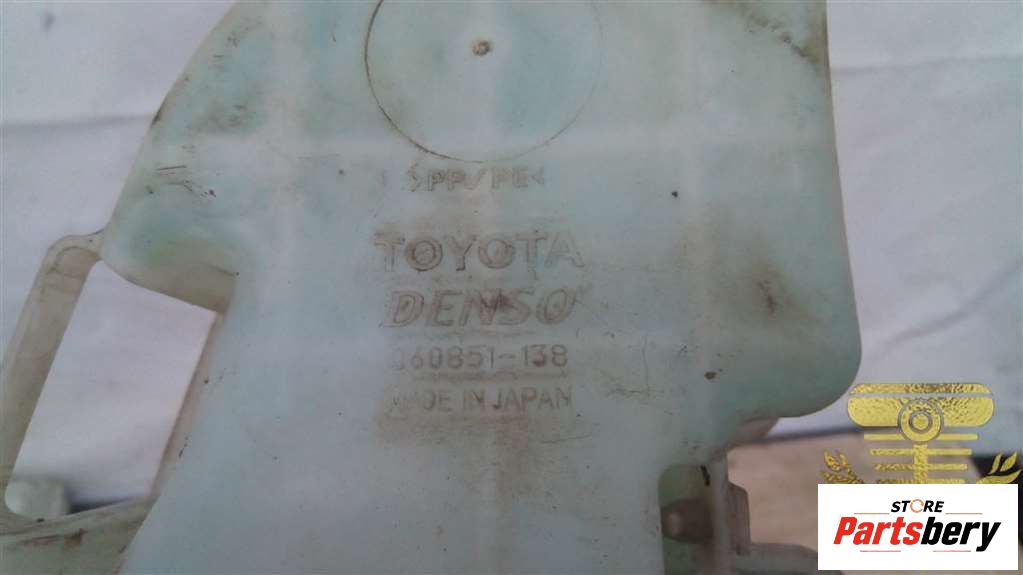 >PP/PE<
TOYOTA
DENSO
060851-138
MADE IN JAPAN
STORE
Partsbery